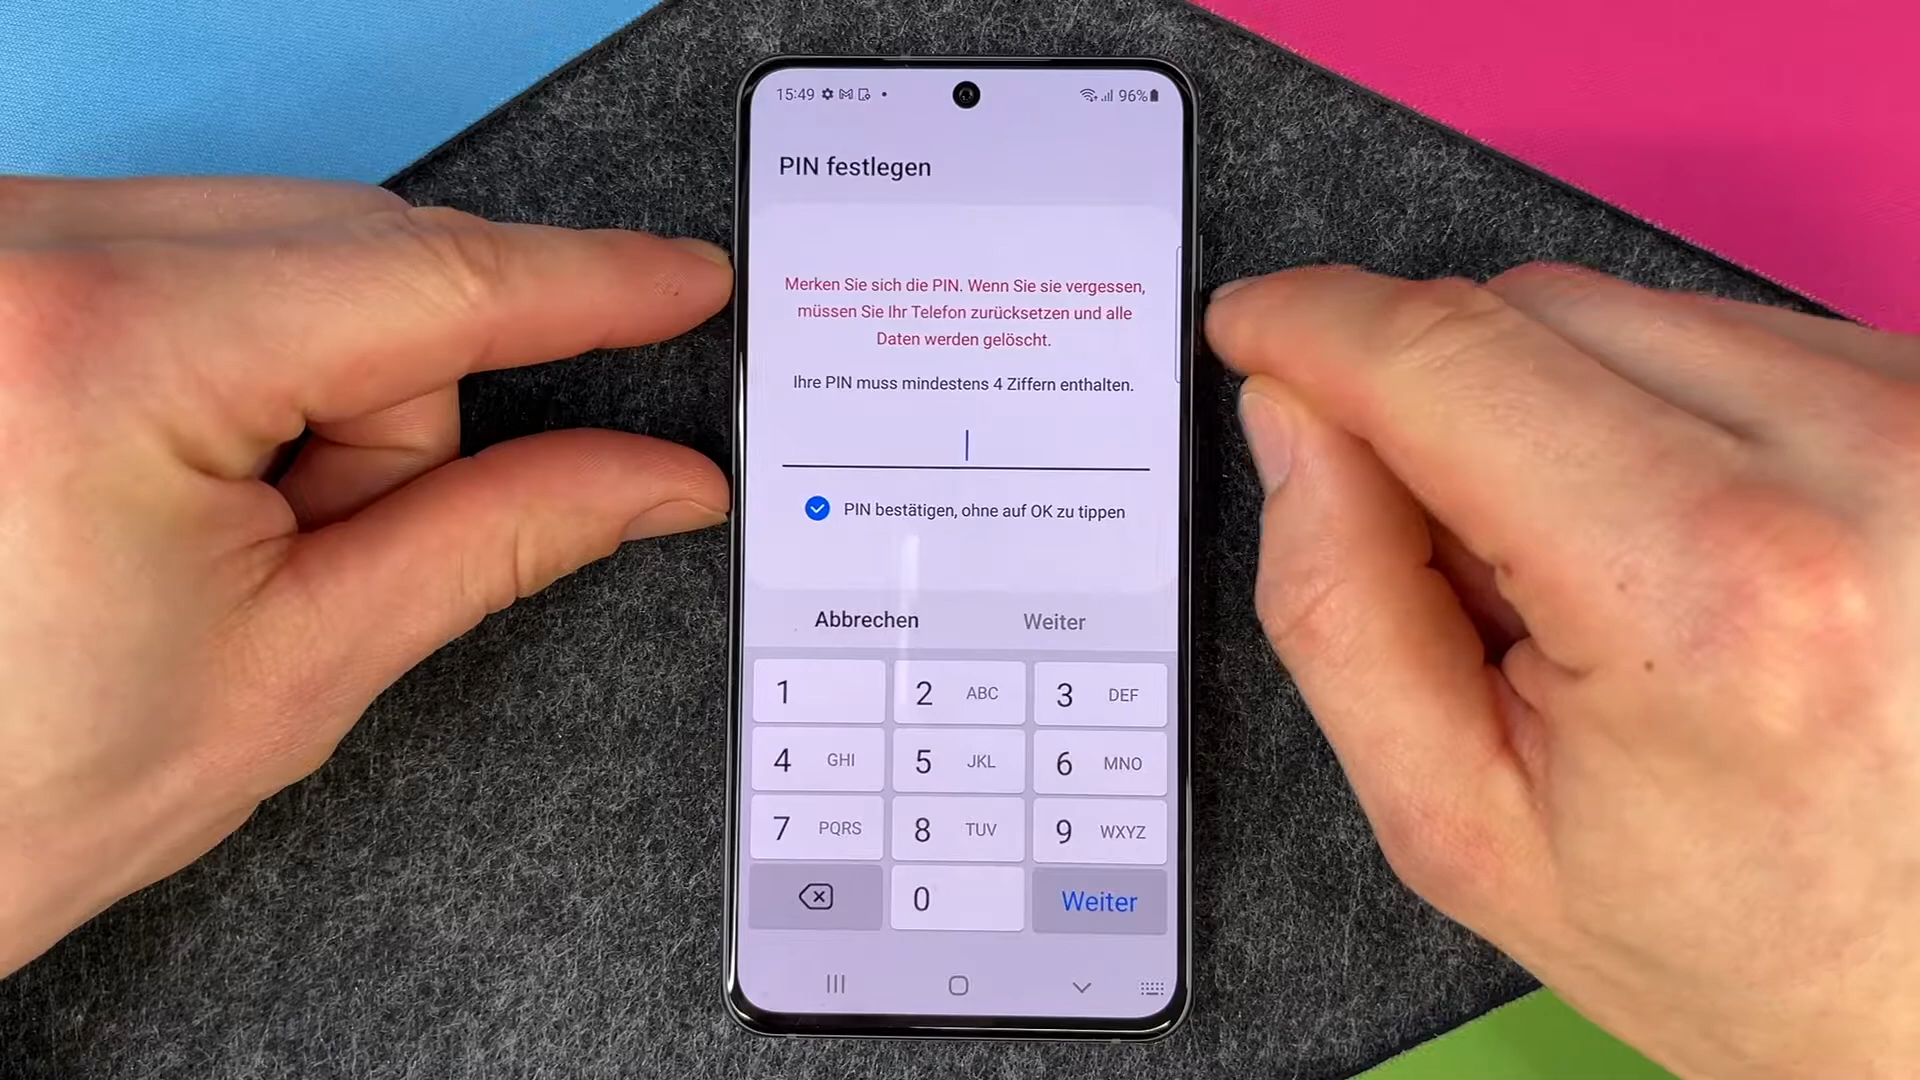 15:49 96%
PIN festlegen
Merken Sie sich die PIN. Wenn Sie sie vergessen,
müssen Sie Ihr Telefon zurücksetzen und alle
Daten werden gelöscht.
Ihre PIN muss mindestens 4 Ziffern enthalten.
PIN bestätigen, ohne auf OK zu tippen
Abbrechen Weiter
1 2 ABC 3 DEF
4 GHI 5 JKL 6 MNO
7 PQRS 8 TUV 9 WXYZ
0 Weiter